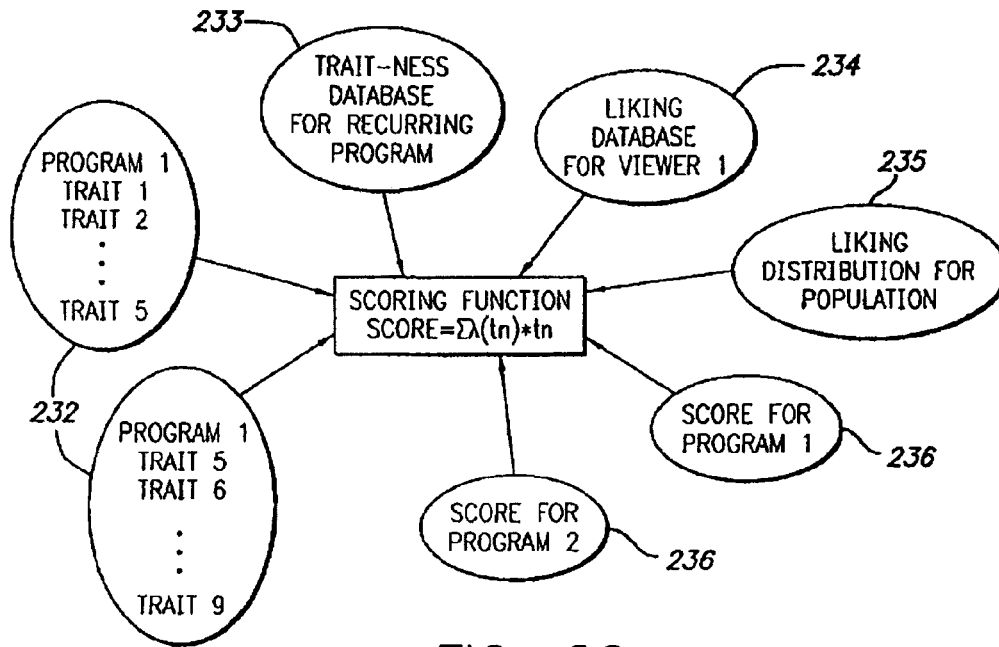 233
TRAIT-NESS
DATABASE
FOR RECURRING
PROGRAM
234
LIKING
DATABASE
FOR VIEWER 1
235
LIKING
DISTRIBUTION FOR
POPULATION
PROGRAM 1
TRAIT 1
TRAIT 2
TRAIT 5
SCORING FUNCTION
SCORE=Σλ(tn)*tn
232
PROGRAM 1
TRAIT 5
TRAIT 6
TRAIT 9
SCORE FOR
PROGRAM 1
236
SCORE FOR
PROGRAM 2
236